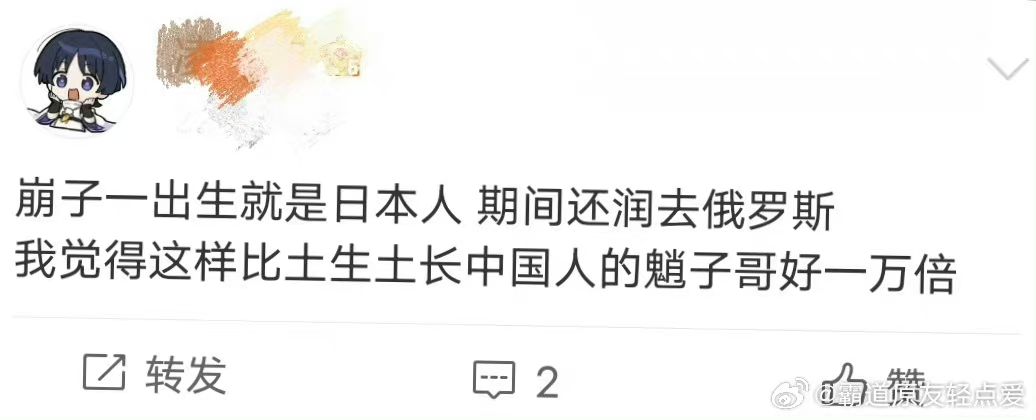 崩子一出生就是日本人 期间还润去俄罗斯
我觉得这样比土生土长中国人的魈子哥好一万倍
转发
2
赞
@霸道原友轻点爱